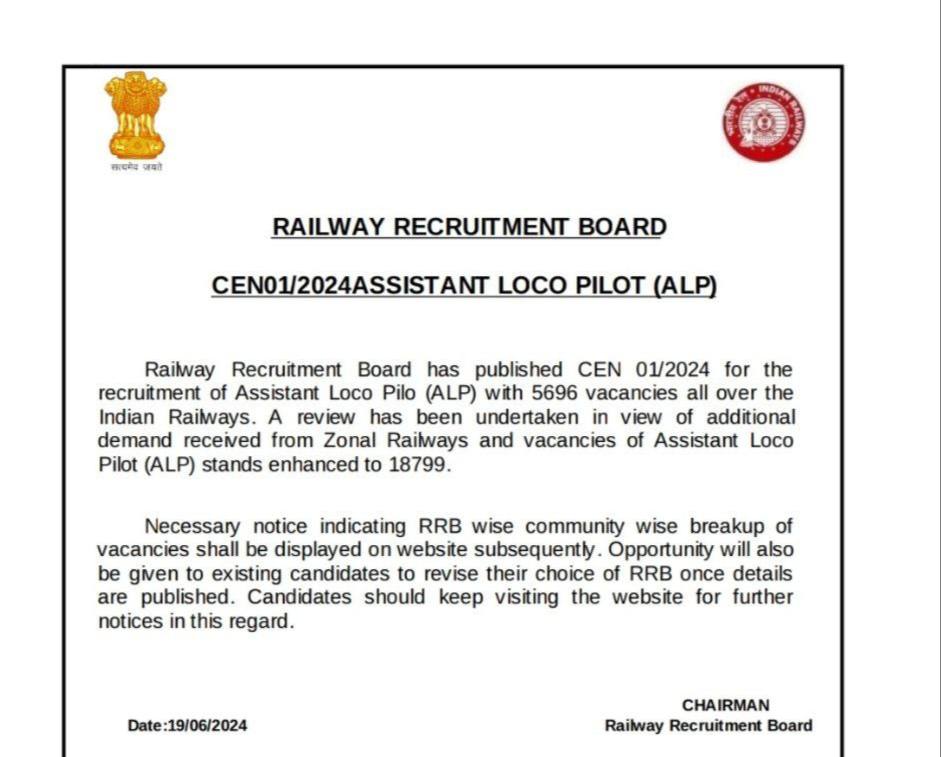 सत्यमेव जयते
भारतीय रेल • INDIAN RAILWAYS
RAILWAY RECRUITMENT BOARD
CEN01/2024ASSISTANT LOCO PILOT (ALP)
Railway Recruitment Board has published CEN 01/2024 for the
recruitment of Assistant Loco Pilo (ALP) with 5696 vacancies all over the
Indian Railways. A review has been undertaken in view of additional
demand received from Zonal Railways and vacancies of Assistant Loco
Pilot (ALP) stands enhanced to 18799.
Necessary notice indicating RRB wise community wise breakup of
vacancies shall be displayed on website subsequently. Opportunity will also
be given to existing candidates to revise their choice of RRB once details
are published. Candidates should keep visiting the website for further
notices in this regard.
CHAIRMAN
Date:19/06/2024 Railway Recruitment Board